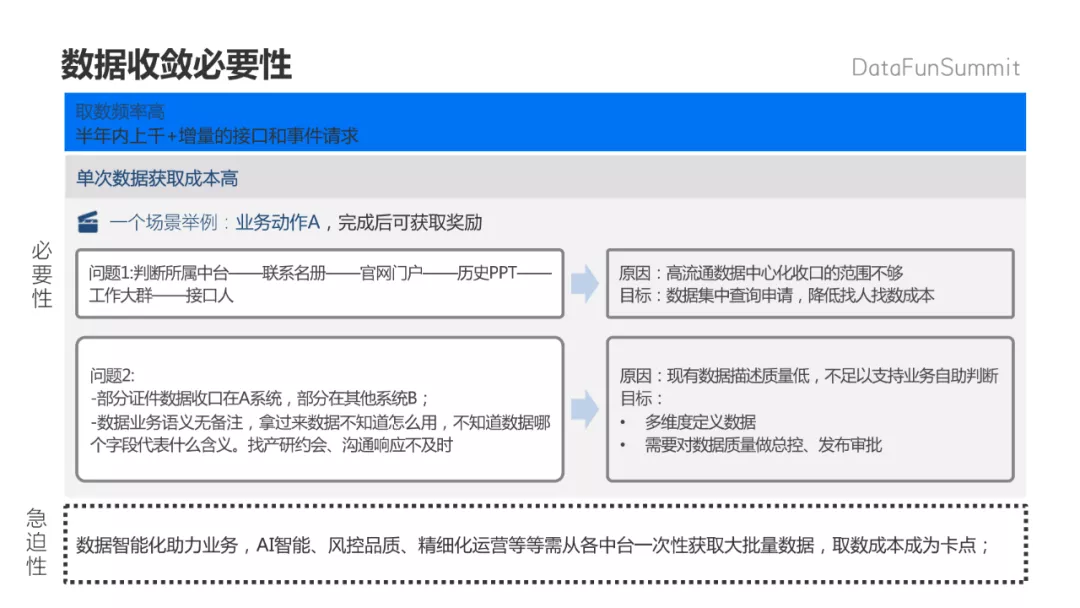 数据收敛必要性
DataFunSummit
取数频率高
半年内上千+增量的接口和事件请求
单次数据获取成本高
一个场景举例：业务动作A，完成后可获取奖励
必要性
问题1:判断所属中台——联系名册——官网门户——历史PPT——
工作大群——接口人
原因：高流通数据中心化收口的范围不够
目标：数据集中查询申请，降低找人找数成本
问题2:
-部分证件数据收口在A系统，部分在其他系统B；
-数据业务语义无备注，拿过来数据不知道怎么用，不知道数据哪
个字段代表什么含义。找产研约会、沟通响应不及时
原因：现有数据描述质量低，不足以支持业务自助判断
目标：
• 多维度定义数据
• 需要对数据质量做总控、发布审批
急迫性
数据智能化助力业务，AI智能、风控品质、精细化运营等等需从各中台一次性获取大批量数据，取数成本成为卡点；